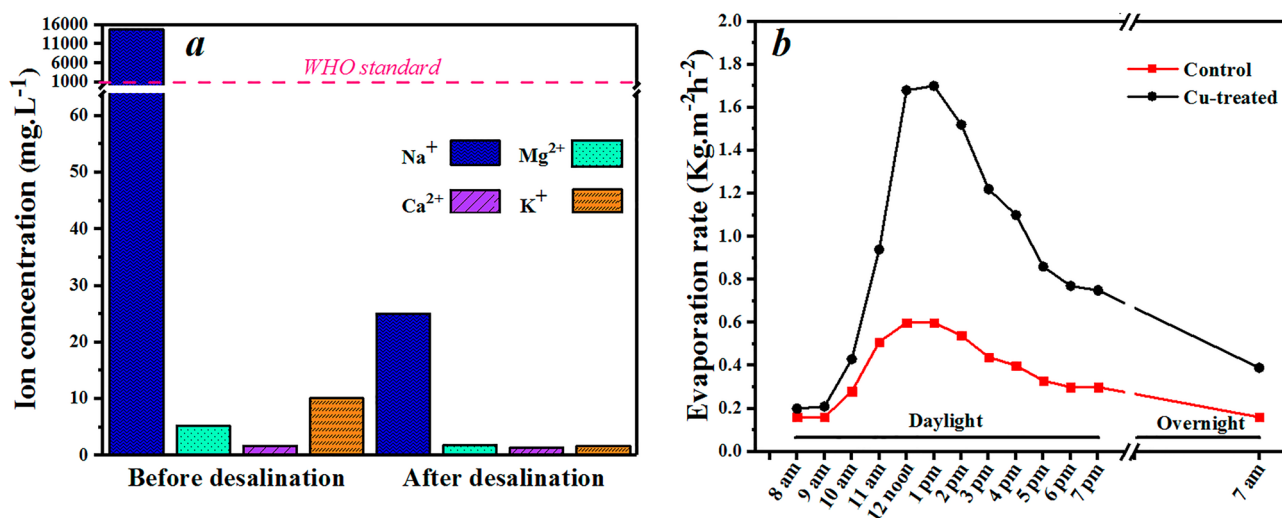 a
Ion concentration (mg.L⁻¹)
16000
11000
6000
1000
60
50
40
30
20
10
0
WHO standard
Na⁺
Mg²⁺
Ca²⁺
K⁺
Before desalination
After desalination
b
Evaporation rate (Kg.m⁻²h⁻²)
2.0
1.8
1.6
1.4
1.2
1.0
0.8
0.6
0.4
0.2
0.0
Control
Cu-treated
Daylight
Overnight
8 am
9 am
10 am
11 am
12 noon
1 pm
2 pm
3 pm
4 pm
5 pm
6 pm
7 pm
7 am